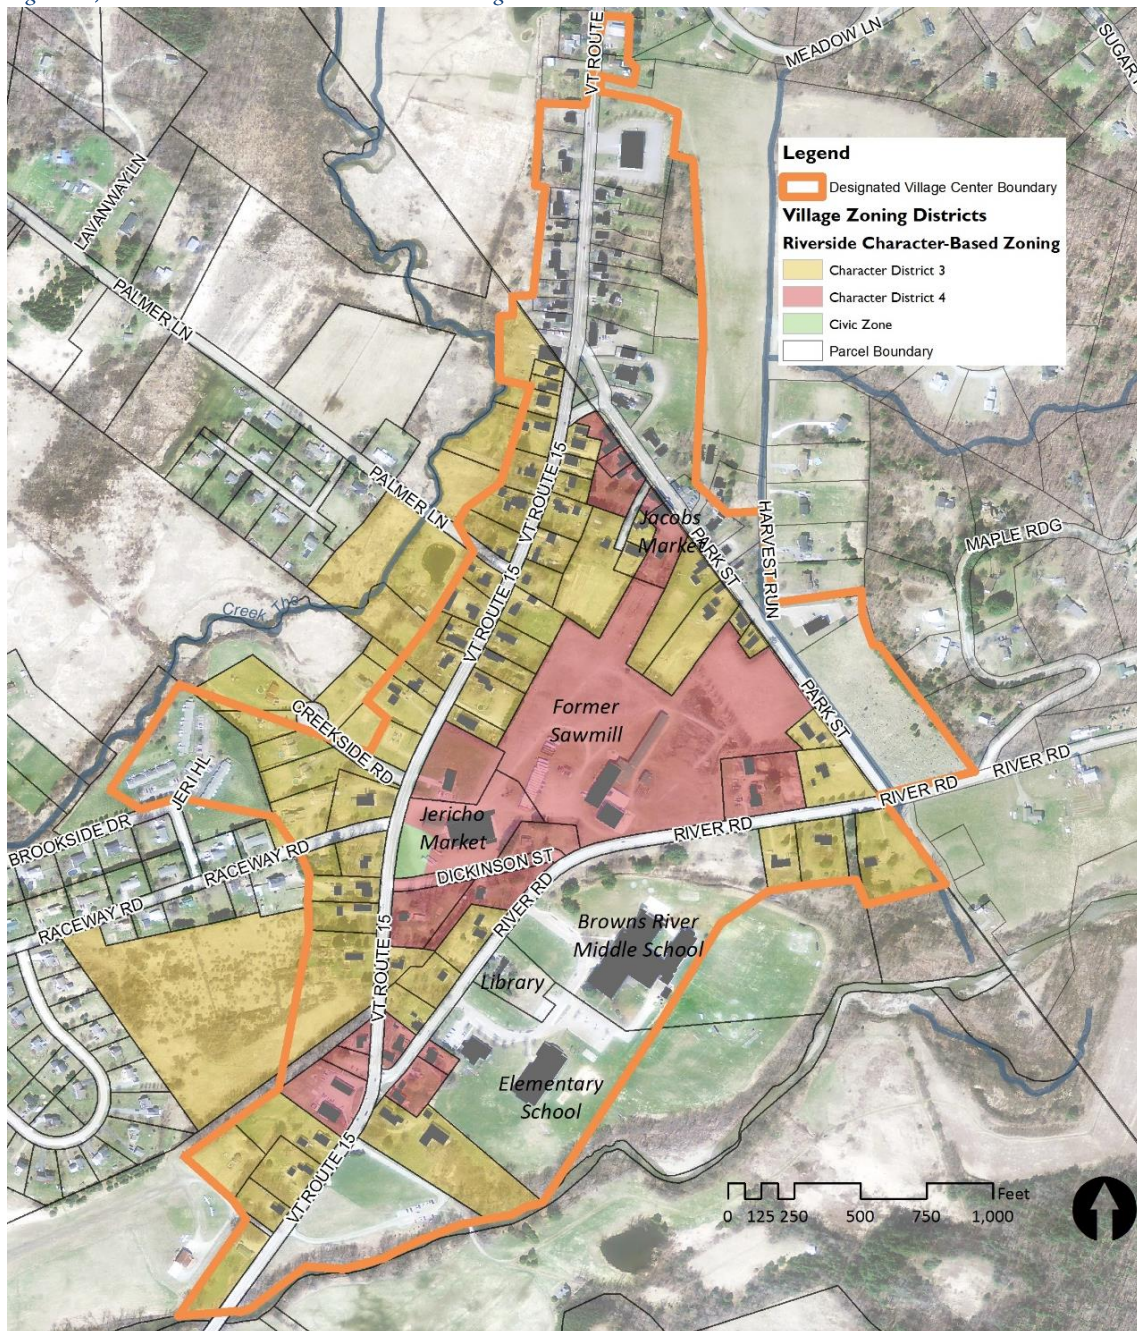 VT ROUTE
MEADOW LN
SUGART
LAVANWAY LN
Legend
Designated Village Center Boundary
Village Zoning Districts
Riverside Character-Based Zoning
Character District 3
Character District 4
Civic Zone
Parcel Boundary
PALMER LN
PALMER LN
VT ROUTE 15
Jacobs
Market
PARK ST
HARVEST RUN
MAPLE RDG
Creek, The
VT ROUTE 15
CREEKSIDE RD
Former
Sawmill
PARK ST
RIVER RD
RIVER RD
JERI HL
BROOKSIDE DR
Jericho
Market
RIVER RD
RACEWAY RD
DICKINSON ST
RACEWAY RD
RIVER RD
Browns River
Middle School
VT ROUTE 15
Library
Elementary
School
VT ROUTE 15
Feet
0 125 250 500 750 1,000